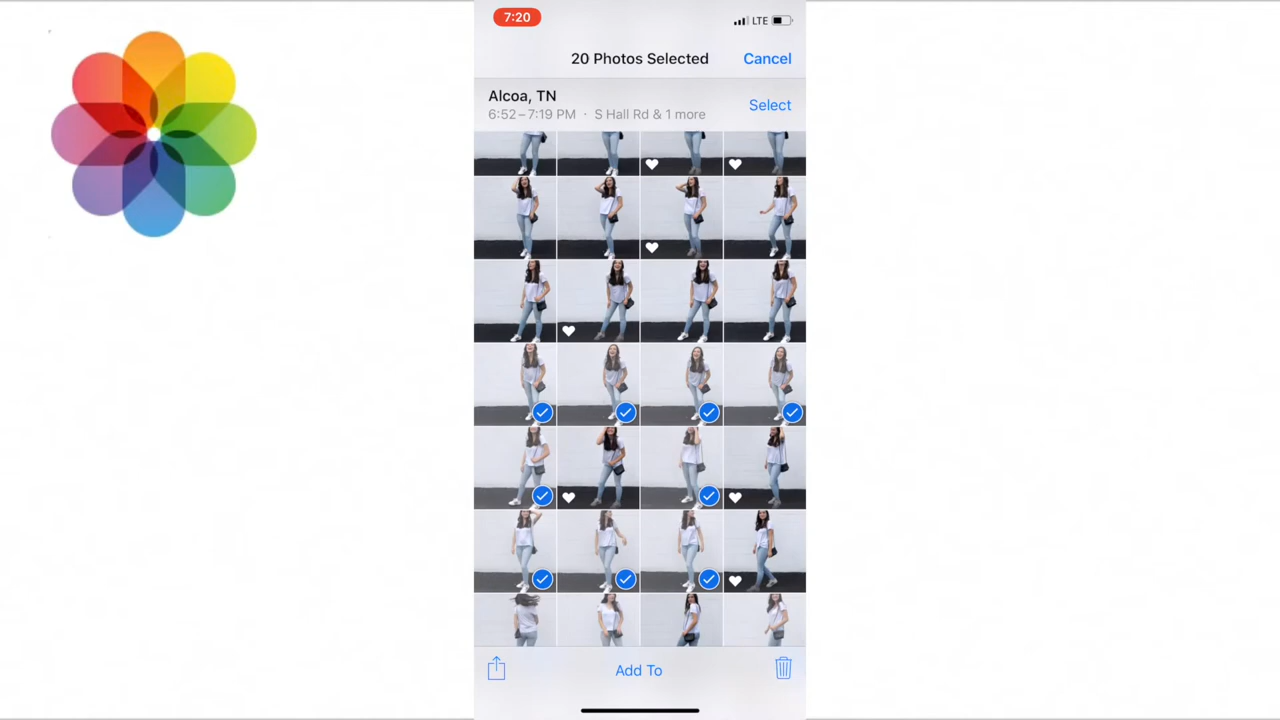 7:20
LTE
20 Photos Selected
Cancel
Alcoa, TN
6:52–7:19 PM · S Hall Rd & 1 more
Select
Add To